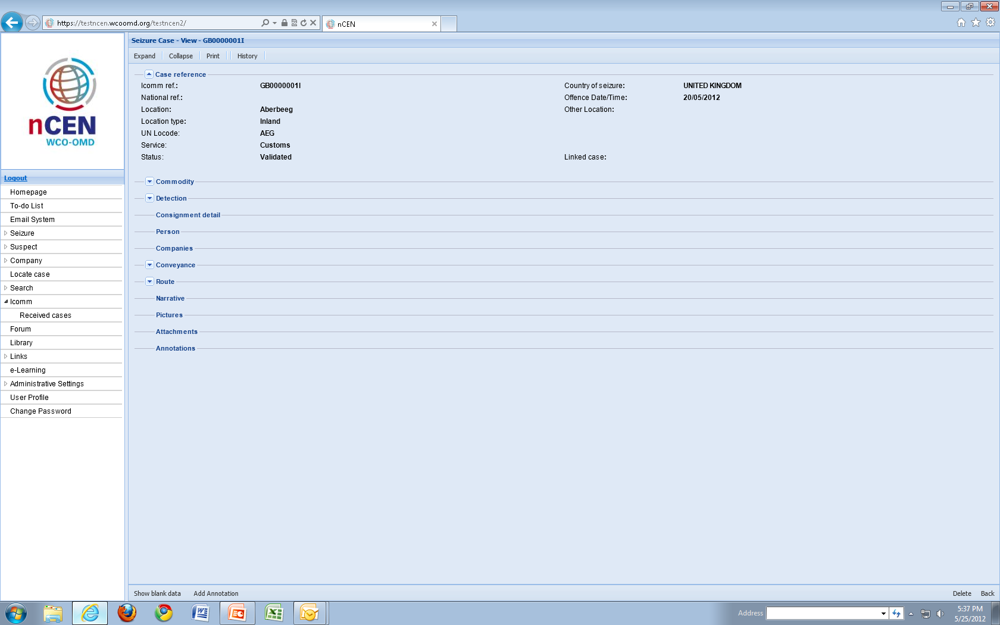 https://testncen.wcoomd.org/testncen2/
nCEN
nCEN
WCO-OMD
Logout
Homepage
To-do List
Email System
Seizure
Suspect
Company
Locate case
Search
Icomm
Received cases
Forum
Library
Links
e-Learning
Administrative Settings
User Profile
Change Password
Seizure Case - View - GB0000001I
Expand Collapse Print History
Case reference
Icomm ref.: GB0000001I Country of seizure: UNITED KINGDOM
National ref.: Offence Date/Time: 20/05/2012
Location: Aberbeeg Other Location:
Location type: Inland
UN Locode: AEG
Service: Customs
Status: Validated Linked case:
Commodity
Detection
Consignment detail
Person
Companies
Conveyance
Route
Narrative
Pictures
Attachments
Annotations
Show blank data Add Annotation Delete Back
Address 5:37 PM
5/25/2012